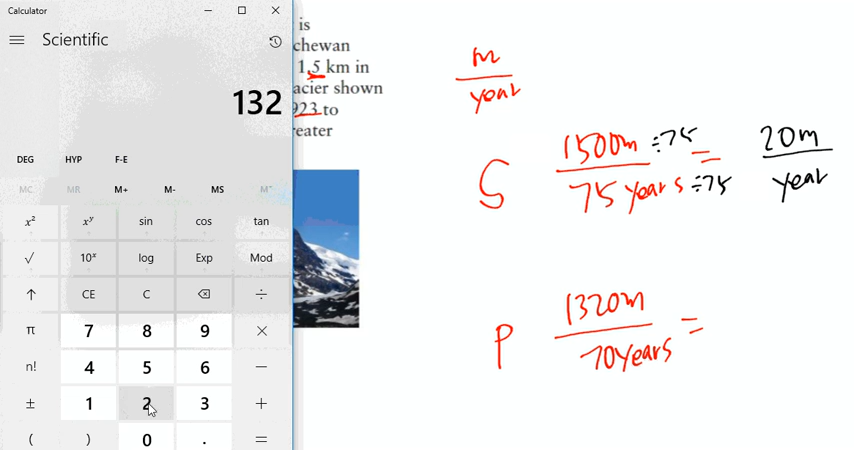 Calculator
Scientific
132
DEG HYP F-E
MC MR M+ M- MS M˅
x² xʸ sin cos tan
√ 10ˣ log Exp Mod
↑ CE C ⌫ ÷
π 7 8 9 ×
n! 4 5 6 −
± 1 2 3 +
( ) 0 . =
is
chewan
1.5 km in
acier shown
923 to
reater
m
year
S 1500m ÷75 = 20m
75 years ÷75 year
P 1320m =
70 years